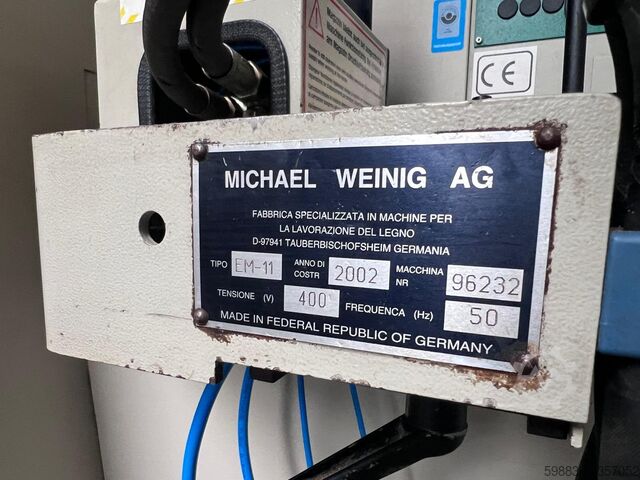 CE
MICHAEL WEINIG AG
FABBRICA SPECIALIZZATA IN MACHINE PER
LA LAVORAZIONE DEL LEGNO
D-97941 TAUBERBISCHOFSHEIM GERMANIA
TIPO EM-11 ANNO DI COSTR 2002 MACCHINA NR 96232
TENSIONE (V) 400 FREQUENCA (Hz) 50
MADE IN FEDERAL REPUBLIC OF GERMANY